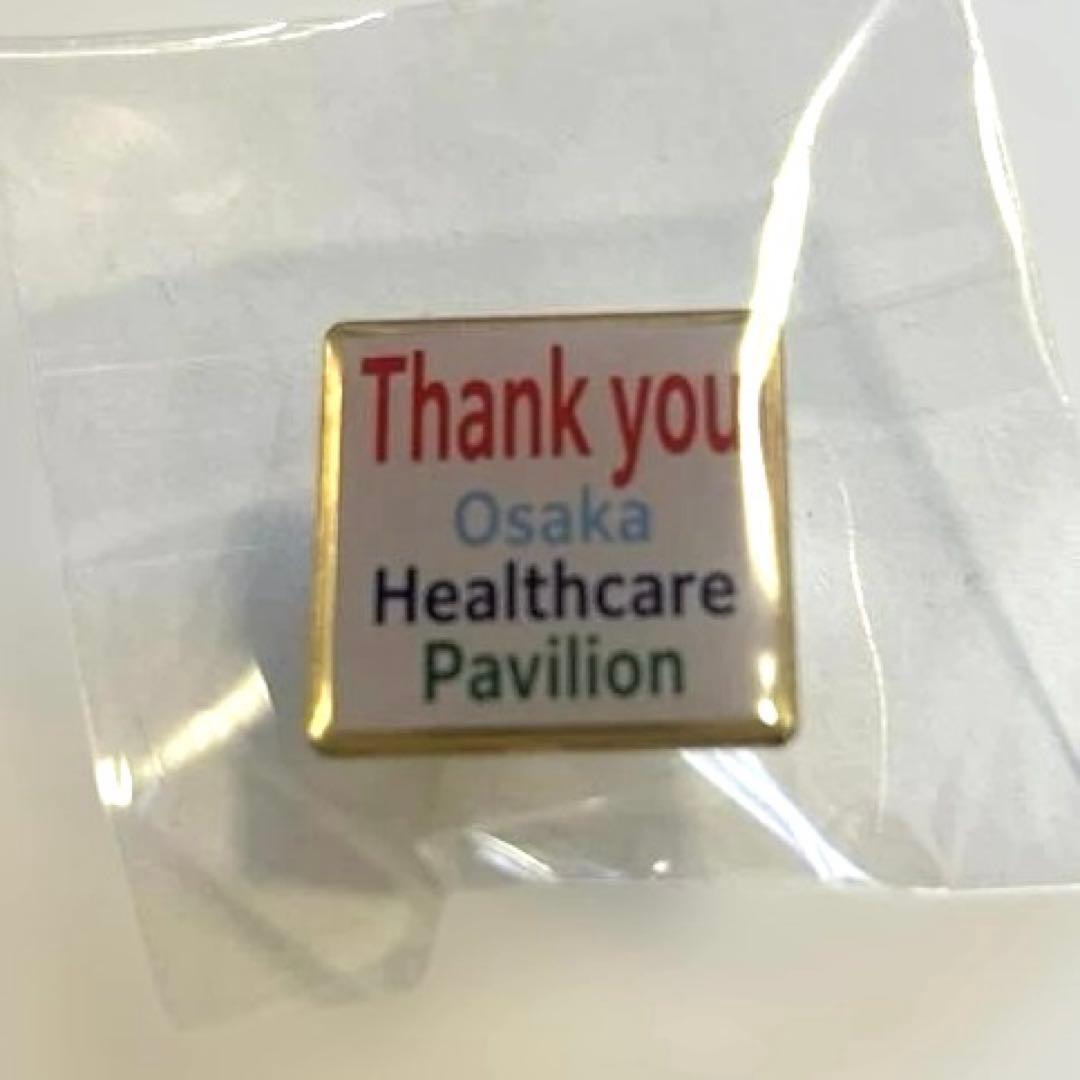 Thank you
Osaka
Healthcare
Pavilion